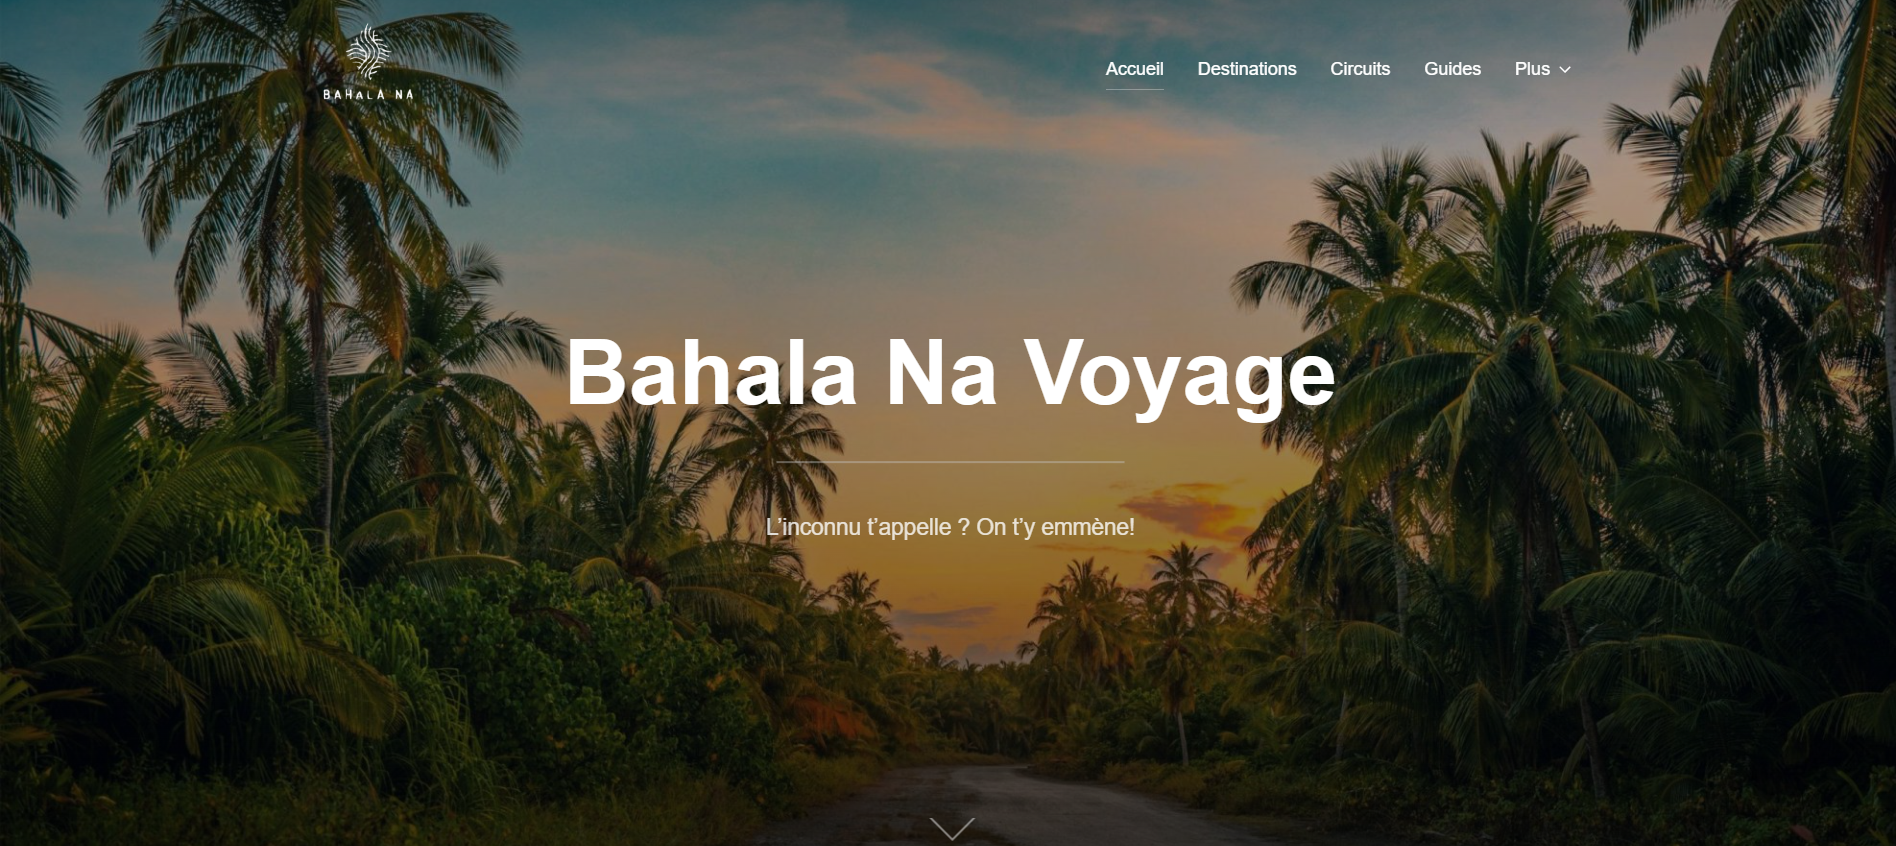 BAHALA NA
Accueil
Destinations
Circuits
Guides
Plus
Bahala Na Voyage
L’inconnu t’appelle ? On t’y emmène!